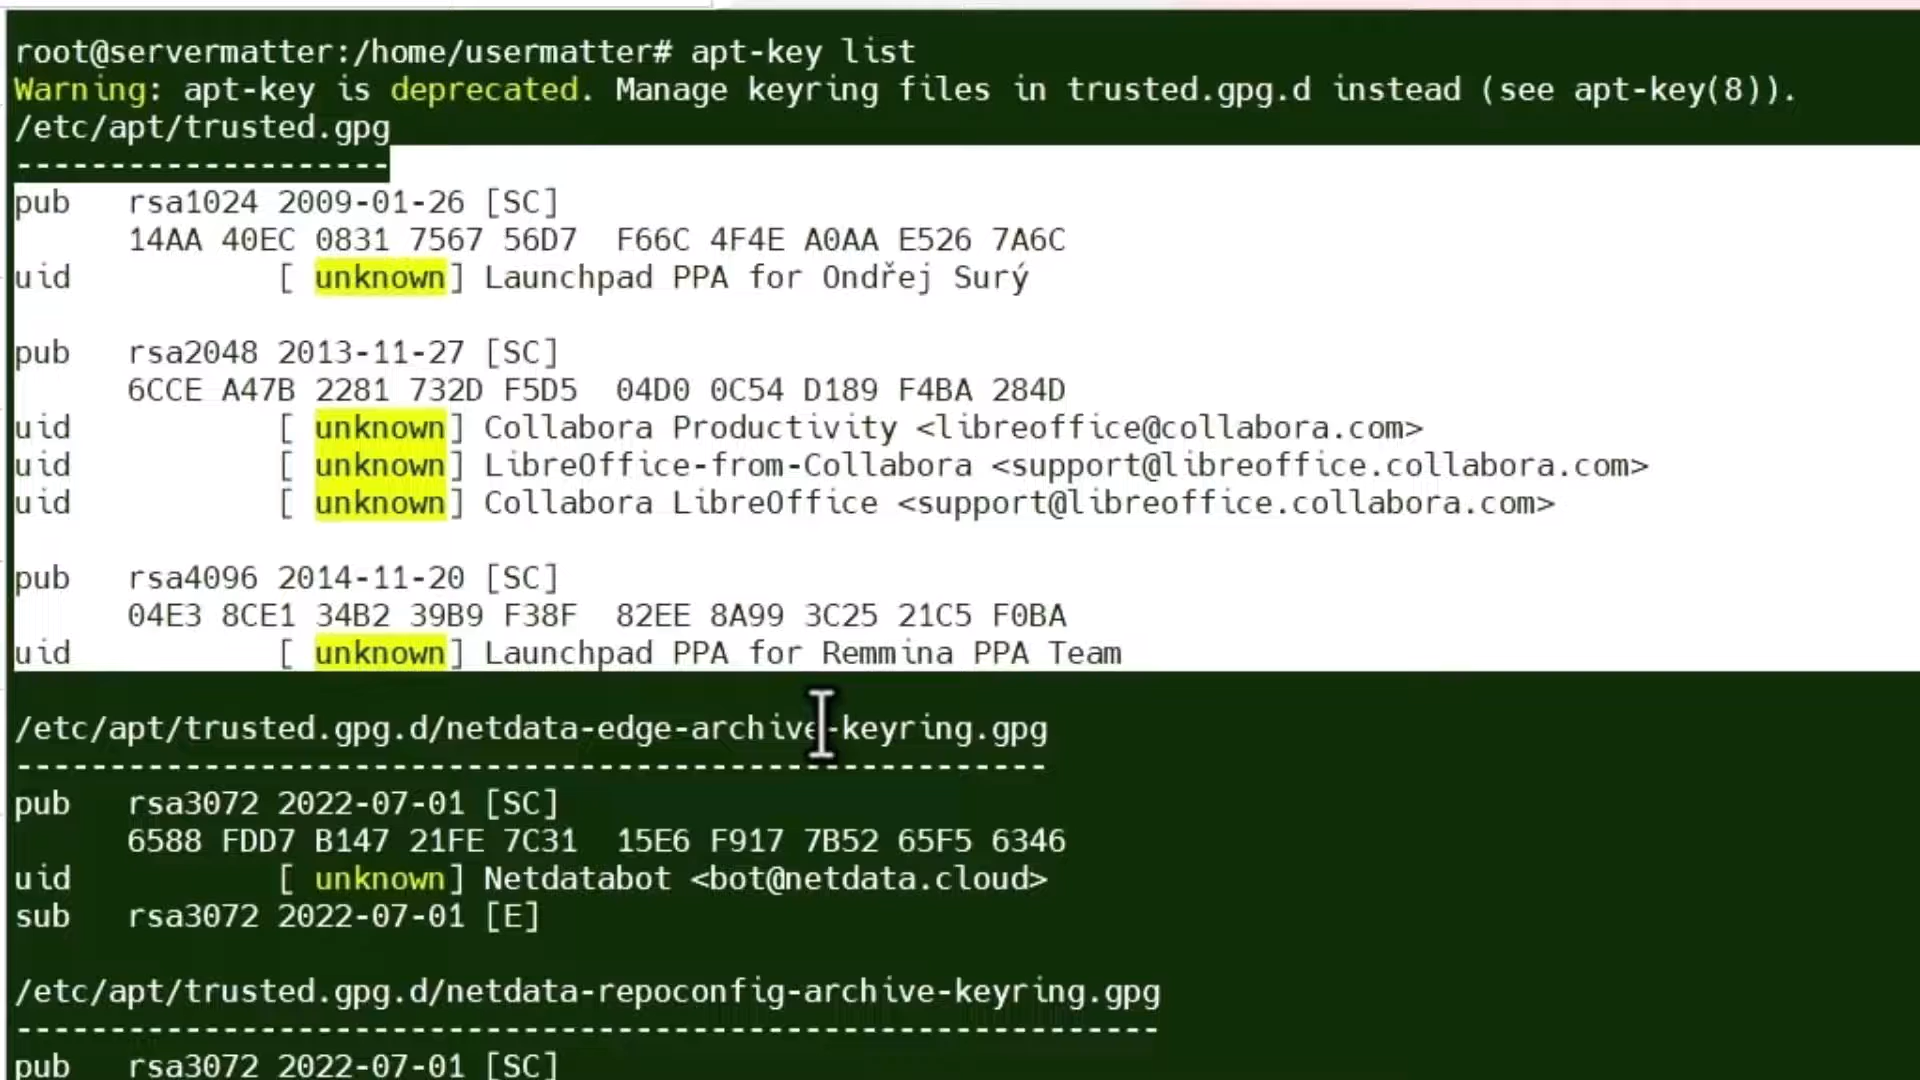 root@servermatter:/home/usermatter# apt-key list
Warning: apt-key is deprecated. Manage keyring files in trusted.gpg.d instead (see apt-key(8)).
/etc/apt/trusted.gpg
--------------------
pub   rsa1024 2009-01-26 [SC]
      14AA 40EC 0831 7567 56D7  F66C 4F4E A0AA E526 7A6C
uid           [ unknown] Launchpad PPA for Ondřej Surý
pub   rsa2048 2013-11-27 [SC]
      6CCE A47B 2281 732D F5D5  04D0 0C54 D189 F4BA 284D
uid           [ unknown] Collabora Productivity <libreoffice@collabora.com>
uid           [ unknown] LibreOffice-from-Collabora <support@libreoffice.collabora.com>
uid           [ unknown] Collabora LibreOffice <support@libreoffice.collabora.com>
pub   rsa4096 2014-11-20 [SC]
      04E3 8CE1 34B2 39B9 F38F  82EE 8A99 3C25 21C5 F0BA
uid           [ unknown] Launchpad PPA for Remmina PPA Team
/etc/apt/trusted.gpg.d/netdata-edge-archive-keyring.gpg
-------------------------------------------------------
pub   rsa3072 2022-07-01 [SC]
      6588 FDD7 B147 21FE 7C31  15E6 F917 7B52 65F5 6346
uid           [ unknown] Netdatabot <bot@netdata.cloud>
sub   rsa3072 2022-07-01 [E]
/etc/apt/trusted.gpg.d/netdata-repoconfig-archive-keyring.gpg
-------------------------------------------------------------
pub   rsa3072 2022-07-01 [SC]